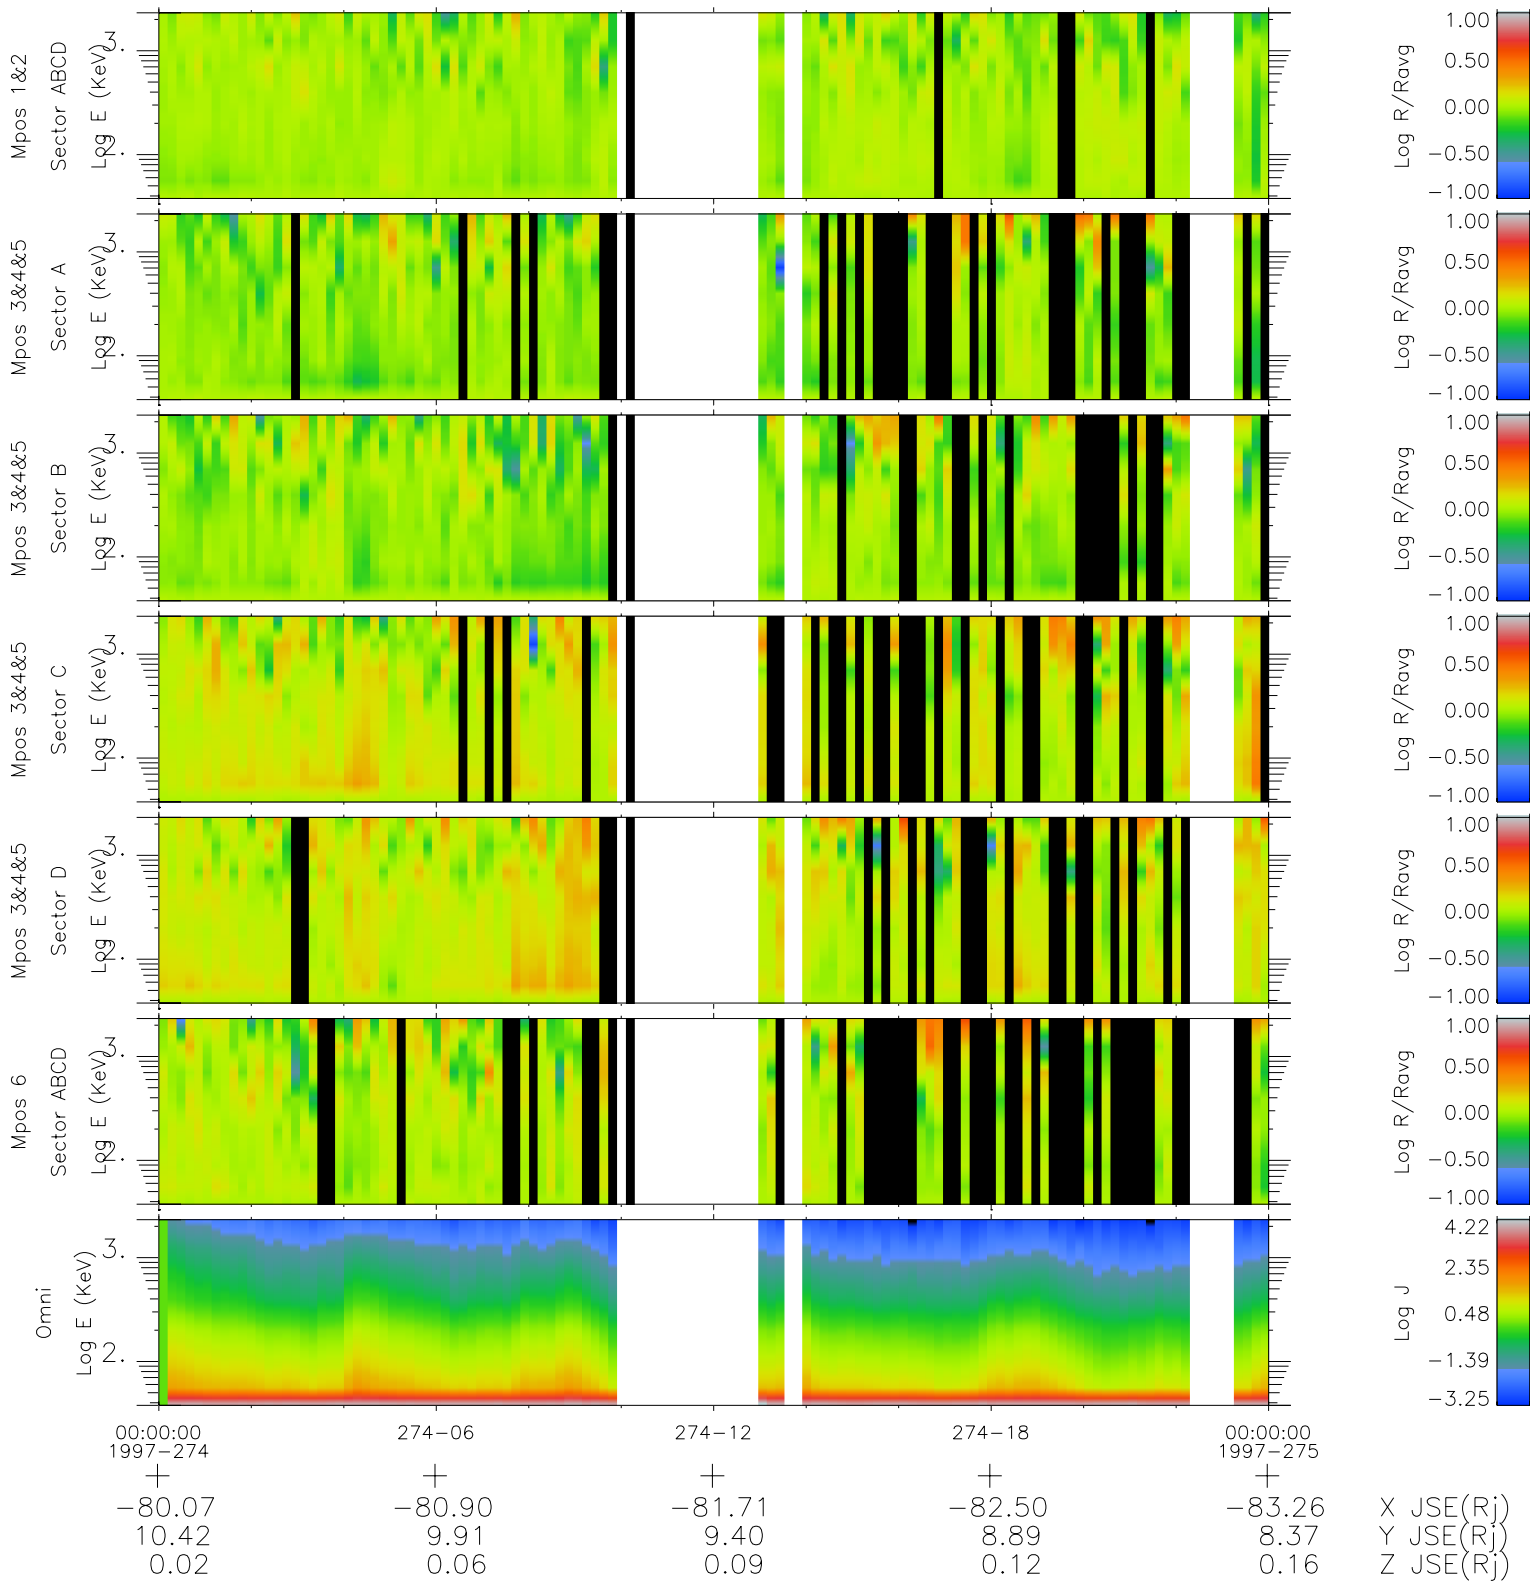 Mpos 1&2
Sector ABCD
Log E (KeV)
3.
2.
1.00
0.50
0.00
-0.50
-1.00
Log R/Ravg
Mpos 3&4&5
Sector A
Log E (KeV)
3.
2.
1.00
0.50
0.00
-0.50
-1.00
Log R/Ravg
Mpos 3&4&5
Sector B
Log E (KeV)
3.
2.
1.00
0.50
0.00
-0.50
-1.00
Log R/Ravg
Mpos 3&4&5
Sector C
Log E (KeV)
3.
2.
1.00
0.50
0.00
-0.50
-1.00
Log R/Ravg
Mpos 3&4&5
Sector D
Log E (KeV)
3.
2.
1.00
0.50
0.00
-0.50
-1.00
Log R/Ravg
Mpos 6
Sector ABCD
Log E (KeV)
3.
2.
1.00
0.50
0.00
-0.50
-1.00
Log R/Ravg
Omni
Log E (KeV)
3.
2.
4.22
2.35
0.48
-1.39
-3.25
Log J
00:00:00 274-06 274-12 274-18 00:00:00
1997-274 1997-275
-80.07 -80.90 -81.71 -82.50 -83.26 X JSE(Rj)
10.42 9.91 9.40 8.89 8.37 Y JSE(Rj)
0.02 0.06 0.09 0.12 0.16 Z JSE(Rj)